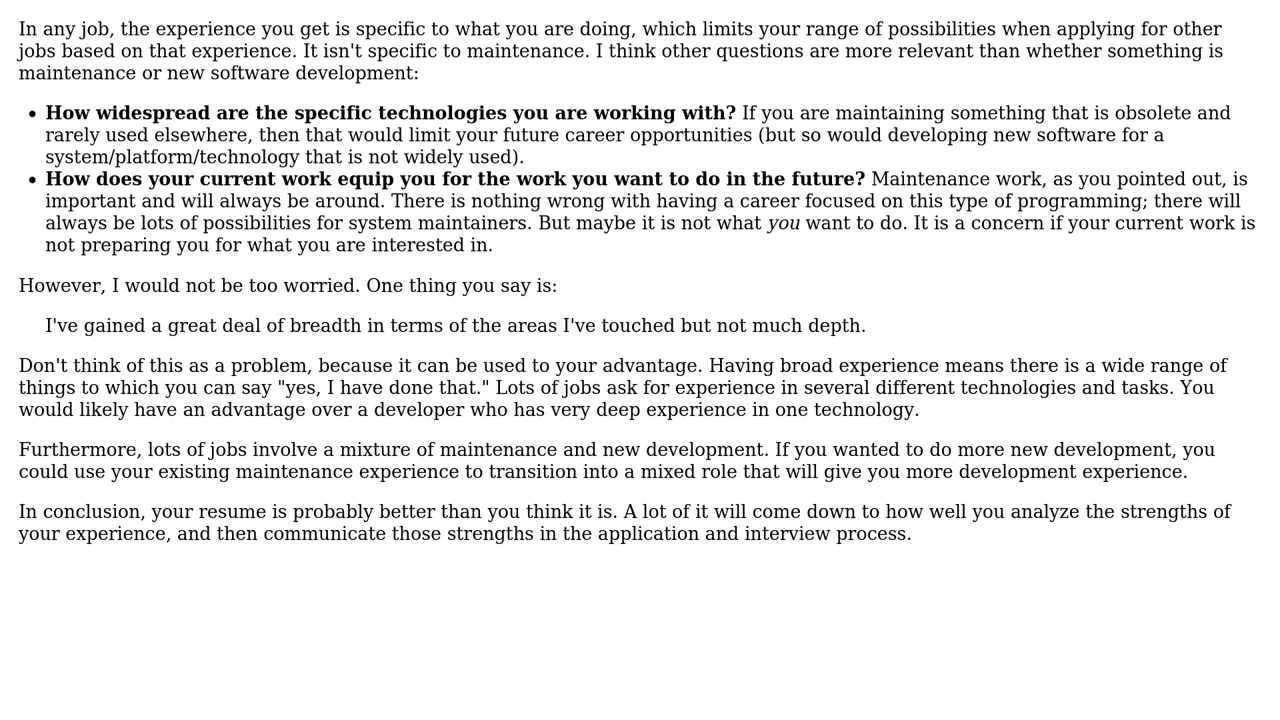 In any job, the experience you get is specific to what you are doing, which limits your range of possibilities when applying for other
jobs based on that experience. It isn't specific to maintenance. I think other questions are more relevant than whether something is
maintenance or new software development:
• How widespread are the specific technologies you are working with? If you are maintaining something that is obsolete and
rarely used elsewhere, then that would limit your future career opportunities (but so would developing new software for a
system/platform/technology that is not widely used).
• How does your current work equip you for the work you want to do in the future? Maintenance work, as you pointed out, is
important and will always be around. There is nothing wrong with having a career focused on this type of programming; there will
always be lots of possibilities for system maintainers. But maybe it is not what you want to do. It is a concern if your current work is
not preparing you for what you are interested in.
However, I would not be too worried. One thing you say is:
I've gained a great deal of breadth in terms of the areas I've touched but not much depth.
Don't think of this as a problem, because it can be used to your advantage. Having broad experience means there is a wide range of
things to which you can say "yes, I have done that." Lots of jobs ask for experience in several different technologies and tasks. You
would likely have an advantage over a developer who has very deep experience in one technology.
Furthermore, lots of jobs involve a mixture of maintenance and new development. If you wanted to do more new development, you
could use your existing maintenance experience to transition into a mixed role that will give you more development experience.
In conclusion, your resume is probably better than you think it is. A lot of it will come down to how well you analyze the strengths of
your experience, and then communicate those strengths in the application and interview process.